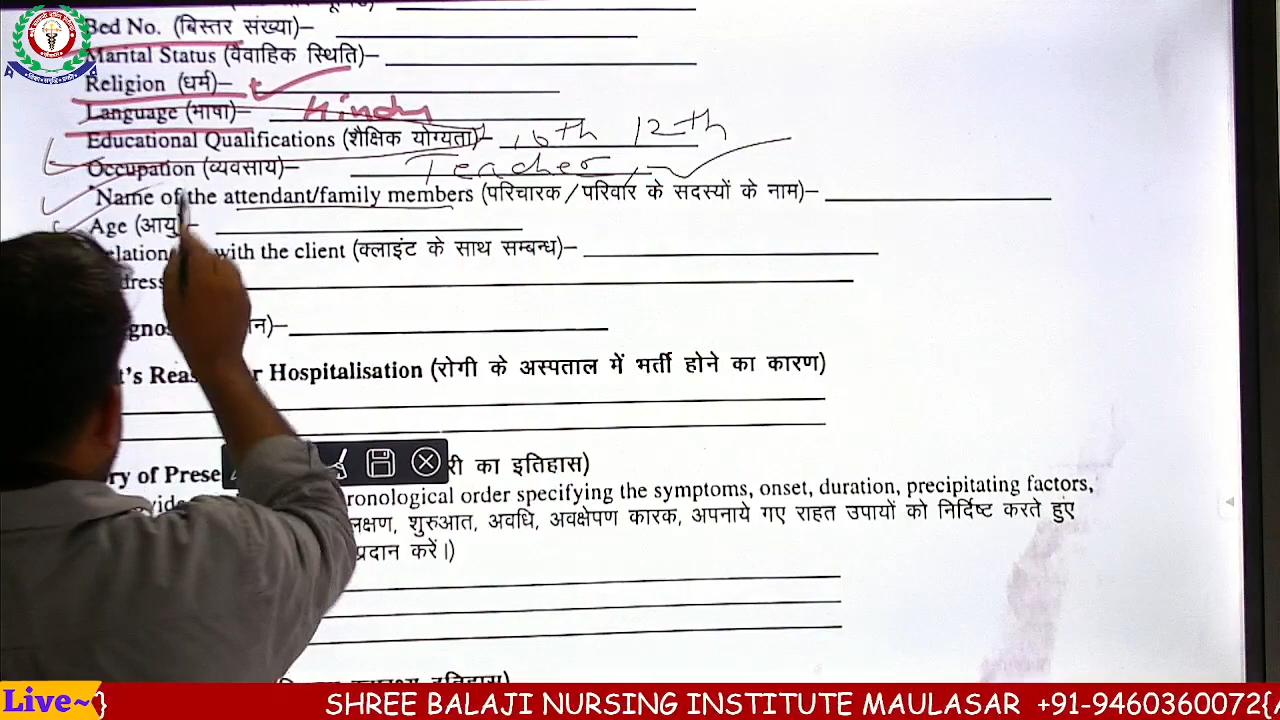 Bed No. (बिस्तर संख्या)–
Marital Status (वैवाहिक स्थिति)–
Religion (धर्म)–
Language (भाषा)– Hindi
Educational Qualifications (शैक्षिक योग्यता)– 10th 12th
Occupation (व्यवसाय)– Teacher
Name of the attendant/family members (परिचारक/परिवार के सदस्यों के नाम)–
Age (आयु)–
with the client (क्लाइंट के साथ सम्बन्ध)–
Hospitalisation (रोगी के अस्पताल में भर्ती होने का कारण)
का इतिहास)
chronological order specifying the symptoms, onset, duration, precipitating factors,
लक्षण, शुरुआत, अवधि, अवक्षेपण कारक, अपनाये गए राहत उपायों को निर्दिष्ट करते हुए
प्रदान करें।)
Live~{} SHREE BALAJI NURSING INSTITUTE MAULASAR +91-9460360072{